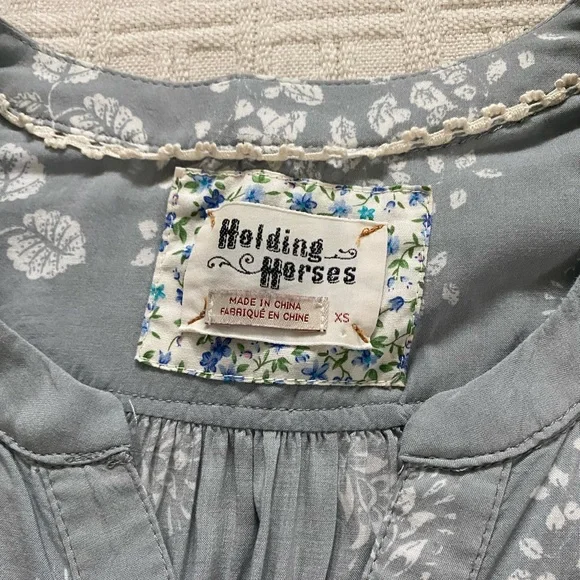 Holding
Horses
MADE IN CHINA
FABRIQUÉ EN CHINE
XS